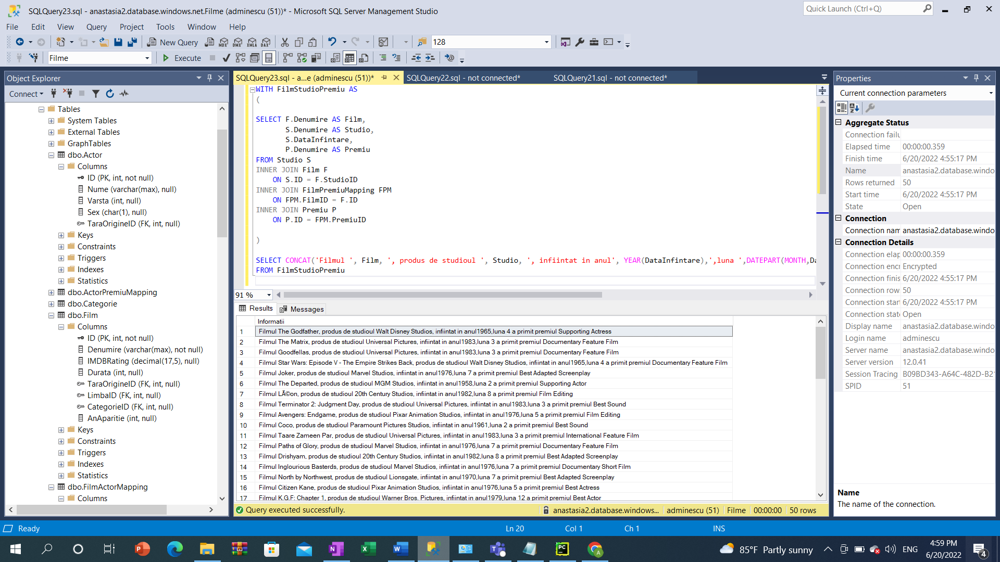 SQLQuery23.sql - anastasia2.database.windows.net.Filme (adminescu (51))* - Microsoft SQL Server Management Studio
Quick Launch (Ctrl+Q)
File Edit View Query Project Tools Window Help
New Query
MDX DMX XMLA DAX
128
Filme
Execute
Object Explorer
Connect
Tables
System Tables
External Tables
GraphTables
dbo.Actor
Columns
ID (PK, int, not null)
Nume (varchar(max), null)
Varsta (int, null)
Sex (char(1), null)
TaraOrigineID (FK, int, null)
Keys
Constraints
Triggers
Indexes
Statistics
dbo.ActorPremiuMapping
dbo.Categorie
dbo.Film
Columns
ID (PK, int, not null)
Denumire (varchar(max), not null)
IMDBRating (decimal(17,5), null)
Durata (int, null)
TaraOrigineID (FK, int, null)
LimbaID (FK, int, null)
CategorieID (FK, int, null)
AnAparitie (int, null)
Keys
Constraints
Triggers
Indexes
Statistics
dbo.FilmActorMapping
Columns
SQLQuery23.sql - a...e (adminescu (51))*
SQLQuery22.sql - not connected*
SQLQuery21.sql - not connected*
WITH FilmStudioPremiu AS
(
SELECT F.Denumire AS Film,
S.Denumire AS Studio,
S.DataInfintare,
P.Denumire AS Premiu
FROM Studio S
INNER JOIN Film F
ON S.ID = F.StudioID
INNER JOIN FilmPremiuMapping FPM
ON FPM.FilmID = F.ID
INNER JOIN Premiu P
ON P.ID = FPM.PremiuID
)
SELECT CONCAT('Filmul ', Film, ', produs de studioul ', Studio, ', infiintat in anul', YEAR(DataInfintare),',luna ',DATEPART(MONTH,Da
FROM FilmStudioPremiu
91 %
Results Messages
Informatii
1 Filmul The Godfather, produs de studioul Walt Disney Studios, infiintat in anul1965,luna 4 a primit premiul Supporting Actress
2 Filmul The Matrix, produs de studioul Universal Pictures, infiintat in anul1983,luna 3 a primit premiul Documentary Feature Film
3 Filmul Goodfellas, produs de studioul Universal Pictures, infiintat in anul1983,luna 3 a primit premiul Documentary Feature Film
4 Filmul Star Wars: Episode V - The Empire Strikes Back, produs de studioul Walt Disney Studios, infiintat in anul1965,luna 4 a primit premiul Documentary Feature Film
5 Filmul Joker, produs de studioul Marvel Studios, infiintat in anul1976,luna 7 a primit premiul Best Adapted Screenplay
6 Filmul The Departed, produs de studioul MGM Studios, infiintat in anul1958,luna 2 a primit premiul Supporting Actor
7 Filmul LÃ©on, produs de studioul 20th Century Studios, infiintat in anul1982,luna 8 a primit premiul Film Editing
8 Filmul Terminator 2: Judgment Day, produs de studioul Universal Pictures, infiintat in anul1983,luna 3 a primit premiul Best Sound
9 Filmul Avengers: Endgame, produs de studioul Pixar Animation Studios, infiintat in anul1976,luna 5 a primit premiul Film Editing
10 Filmul Coco, produs de studioul Paramount Pictures Studios, infiintat in anul1961,luna 2 a primit premiul Best Sound
11 Filmul Taare Zameen Par, produs de studioul Universal Pictures, infiintat in anul1983,luna 3 a primit premiul International Feature Film
12 Filmul Paths of Glory, produs de studioul Marvel Studios, infiintat in anul1976,luna 7 a primit premiul Documentary Feature Film
13 Filmul Drishyam, produs de studioul 20th Century Studios, infiintat in anul1982,luna 8 a primit premiul Best Adapted Screenplay
14 Filmul Inglourious Basterds, produs de studioul Marvel Studios, infiintat in anul1976,luna 7 a primit premiul Documentary Short Film
15 Filmul North by Northwest, produs de studioul Lionsgate, infiintat in anul1970,luna 7 a primit premiul Best Adapted Screenplay
16 Filmul Citizen Kane, produs de studioul Pixar Animation Studios, infiintat in anul1976,luna 5 a primit premiul Best Actress
17 Filmul K.G.F: Chapter 1, produs de studioul Warner Bros. Pictures, infiintat in anul1979,luna 12 a primit premiul Best Actor
Query executed successfully.
anastasia2.database.windows... adminescu (51) Filme 00:00:00 50 rows
Properties
Current connection parameters
Aggregate Status
Connection failu
Elapsed time 00:00:00.359
Finish time 6/20/2022 4:55:17 PM
Name anastasia2.database.windo
Rows returned 50
Start time 6/20/2022 4:55:17 PM
State Open
Connection
Connection nam anastasia2.database.windo
Connection Details
Connection elap 00:00:00.359
Connection encr Encrypted
Connection finis 6/20/2022 4:55:17 PM
Connection row 50
Connection start 6/20/2022 4:55:17 PM
Connection state Open
Display name anastasia2.database.windo
Login name adminescu
Server name anastasia2.database.windo
Server version 12.0.41
Session Tracing B09BD343-A64C-482D-B21
SPID 51
Name
The name of the connection.
Ready
Ln 20 Col 1 Ch 1 INS
85°F Partly sunny
ENG
4:59 PM
6/20/2022
4